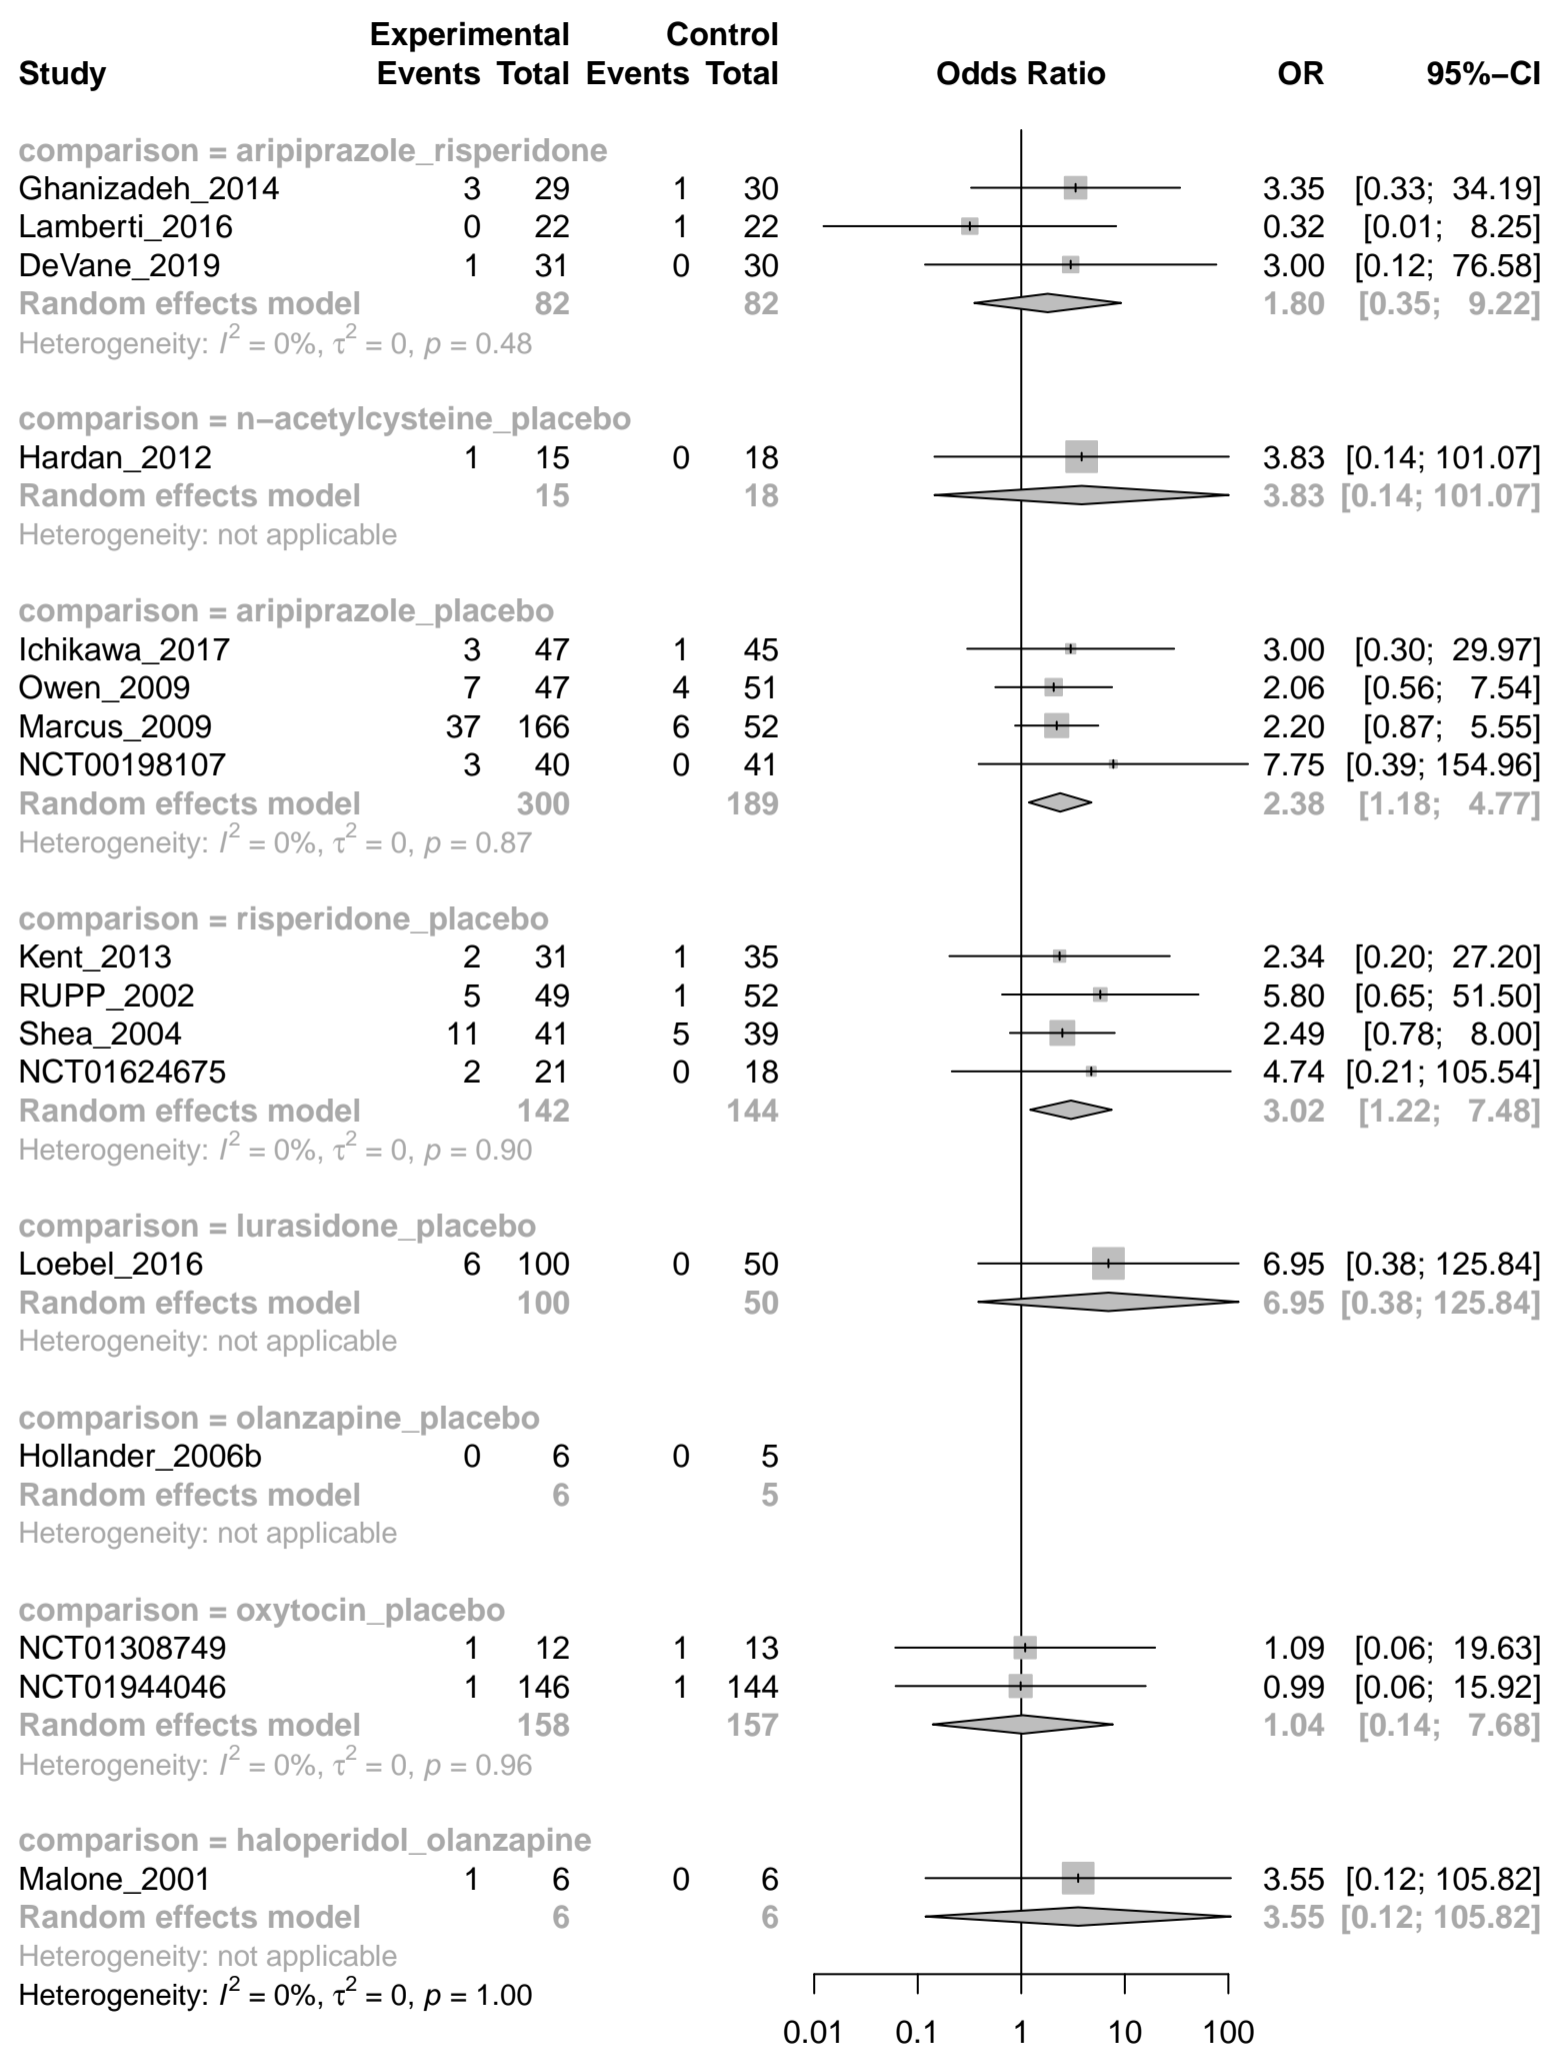 Experimental Control
Study Events Total Events Total Odds Ratio OR 95%−CI
comparison = aripiprazole_risperidone
Ghanizadeh_2014 3 29 1 30 3.35 [0.33; 34.19]
Lamberti_2016 0 22 1 22 0.32 [0.01; 8.25]
DeVane_2019 1 31 0 30 3.00 [0.12; 76.58]
Random effects model 82 82 1.80 [0.35; 9.22]
Heterogeneity: I² = 0%, τ² = 0, p = 0.48
comparison = n−acetylcysteine_placebo
Hardan_2012 1 15 0 18 3.83 [0.14; 101.07]
Random effects model 15 18 3.83 [0.14; 101.07]
Heterogeneity: not applicable
comparison = aripiprazole_placebo
Ichikawa_2017 3 47 1 45 3.00 [0.30; 29.97]
Owen_2009 7 47 4 51 2.06 [0.56; 7.54]
Marcus_2009 37 166 6 52 2.20 [0.87; 5.55]
NCT00198107 3 40 0 41 7.75 [0.39; 154.96]
Random effects model 300 189 2.38 [1.18; 4.77]
Heterogeneity: I² = 0%, τ² = 0, p = 0.87
comparison = risperidone_placebo
Kent_2013 2 31 1 35 2.34 [0.20; 27.20]
RUPP_2002 5 49 1 52 5.80 [0.65; 51.50]
Shea_2004 11 41 5 39 2.49 [0.78; 8.00]
NCT01624675 2 21 0 18 4.74 [0.21; 105.54]
Random effects model 142 144 3.02 [1.22; 7.48]
Heterogeneity: I² = 0%, τ² = 0, p = 0.90
comparison = lurasidone_placebo
Loebel_2016 6 100 0 50 6.95 [0.38; 125.84]
Random effects model 100 50 6.95 [0.38; 125.84]
Heterogeneity: not applicable
comparison = olanzapine_placebo
Hollander_2006b 0 6 0 5
Random effects model 6 5
Heterogeneity: not applicable
comparison = oxytocin_placebo
NCT01308749 1 12 1 13 1.09 [0.06; 19.63]
NCT01944046 1 146 1 144 0.99 [0.06; 15.92]
Random effects model 158 157 1.04 [0.14; 7.68]
Heterogeneity: I² = 0%, τ² = 0, p = 0.96
comparison = haloperidol_olanzapine
Malone_2001 1 6 0 6 3.55 [0.12; 105.82]
Random effects model 6 6 3.55 [0.12; 105.82]
Heterogeneity: not applicable
Heterogeneity: I² = 0%, τ² = 0, p = 1.00
0.01 0.1 1 10 100